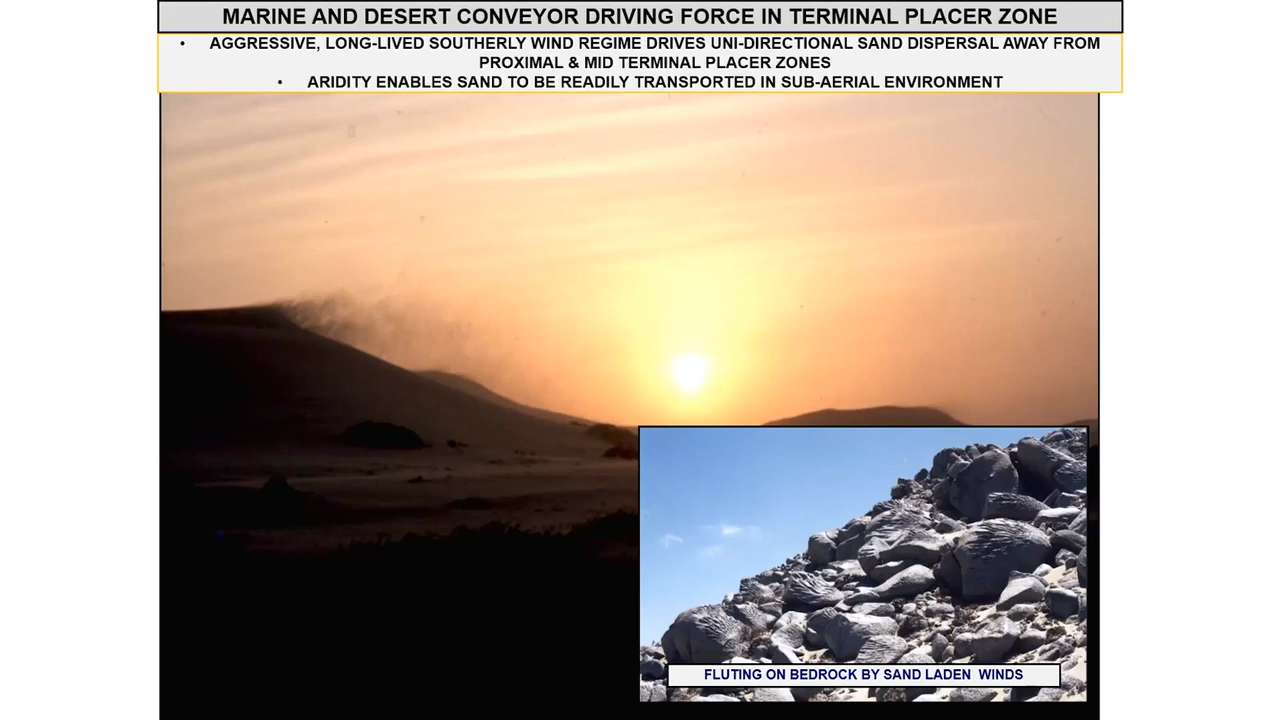 MARINE AND DESERT CONVEYOR DRIVING FORCE IN TERMINAL PLACER ZONE
• AGGRESSIVE, LONG-LIVED SOUTHERLY WIND REGIME DRIVES UNI-DIRECTIONAL SAND DISPERSAL AWAY FROM
PROXIMAL & MID TERMINAL PLACER ZONES
• ARIDITY ENABLES SAND TO BE READILY TRANSPORTED IN SUB-AERIAL ENVIRONMENT
FLUTING ON BEDROCK BY SAND LADEN  WINDS